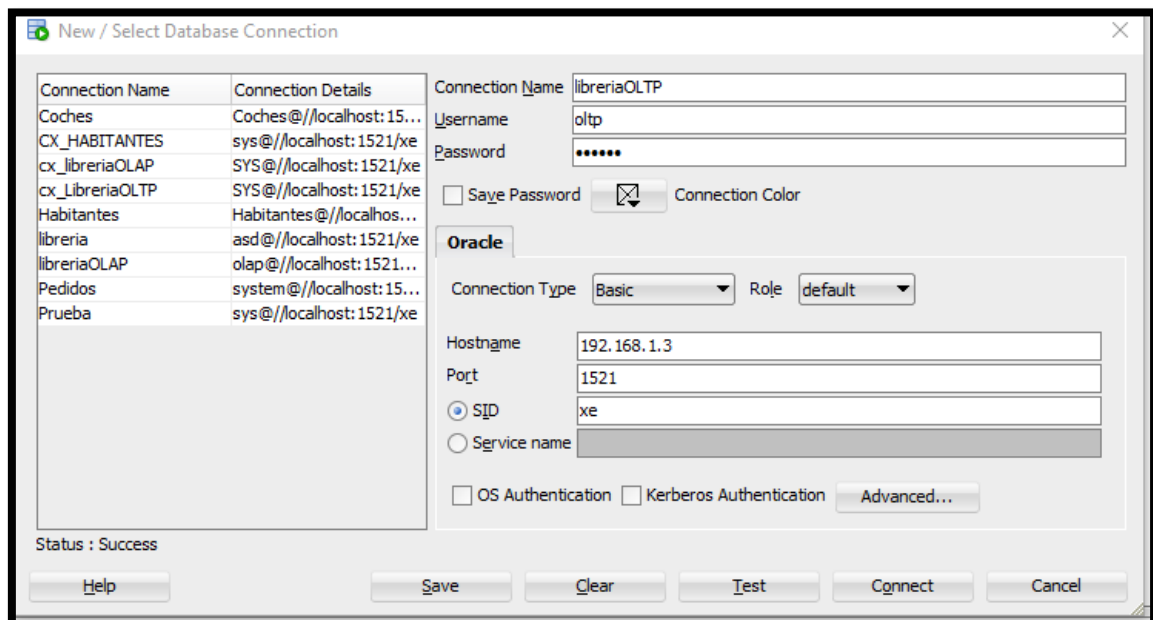 New / Select Database Connection
Connection Name Connection Details
Coches Coches@//localhost:15...
CX_HABITANTES sys@//localhost:1521/xe
cx_libreriaOLAP SYS@//localhost:1521/xe
cx_LibreriaOLTP SYS@//localhost:1521/xe
Habitantes Habitantes@//localhos...
libreria asd@//localhost:1521/xe
libreriaOLAP olap@//localhost:1521...
Pedidos system@//localhost:15...
Prueba sys@//localhost:1521/xe
Connection Name libreriaOLTP
Username oltp
Password ••••••
Save Password Connection Color
Oracle
Connection Type Basic Role default
Hostname 192.168.1.3
Port 1521
SID xe
Service name
OS Authentication Kerberos Authentication Advanced...
Status : Success
Help Save Clear Test Connect Cancel